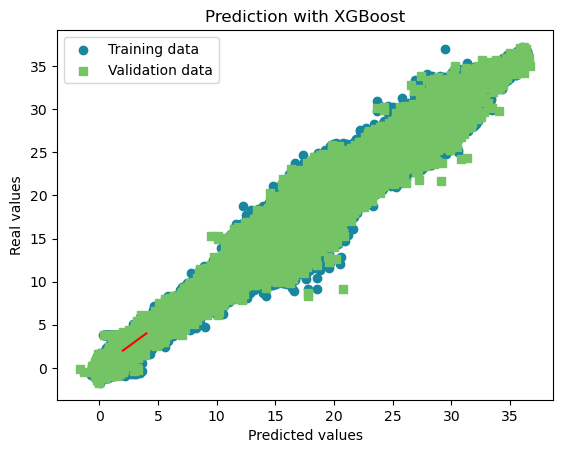 Prediction with XGBoost
Training data
Validation data
Real values
35
30
25
20
15
10
5
0
0 5 10 15 20 25 30 35
Predicted values